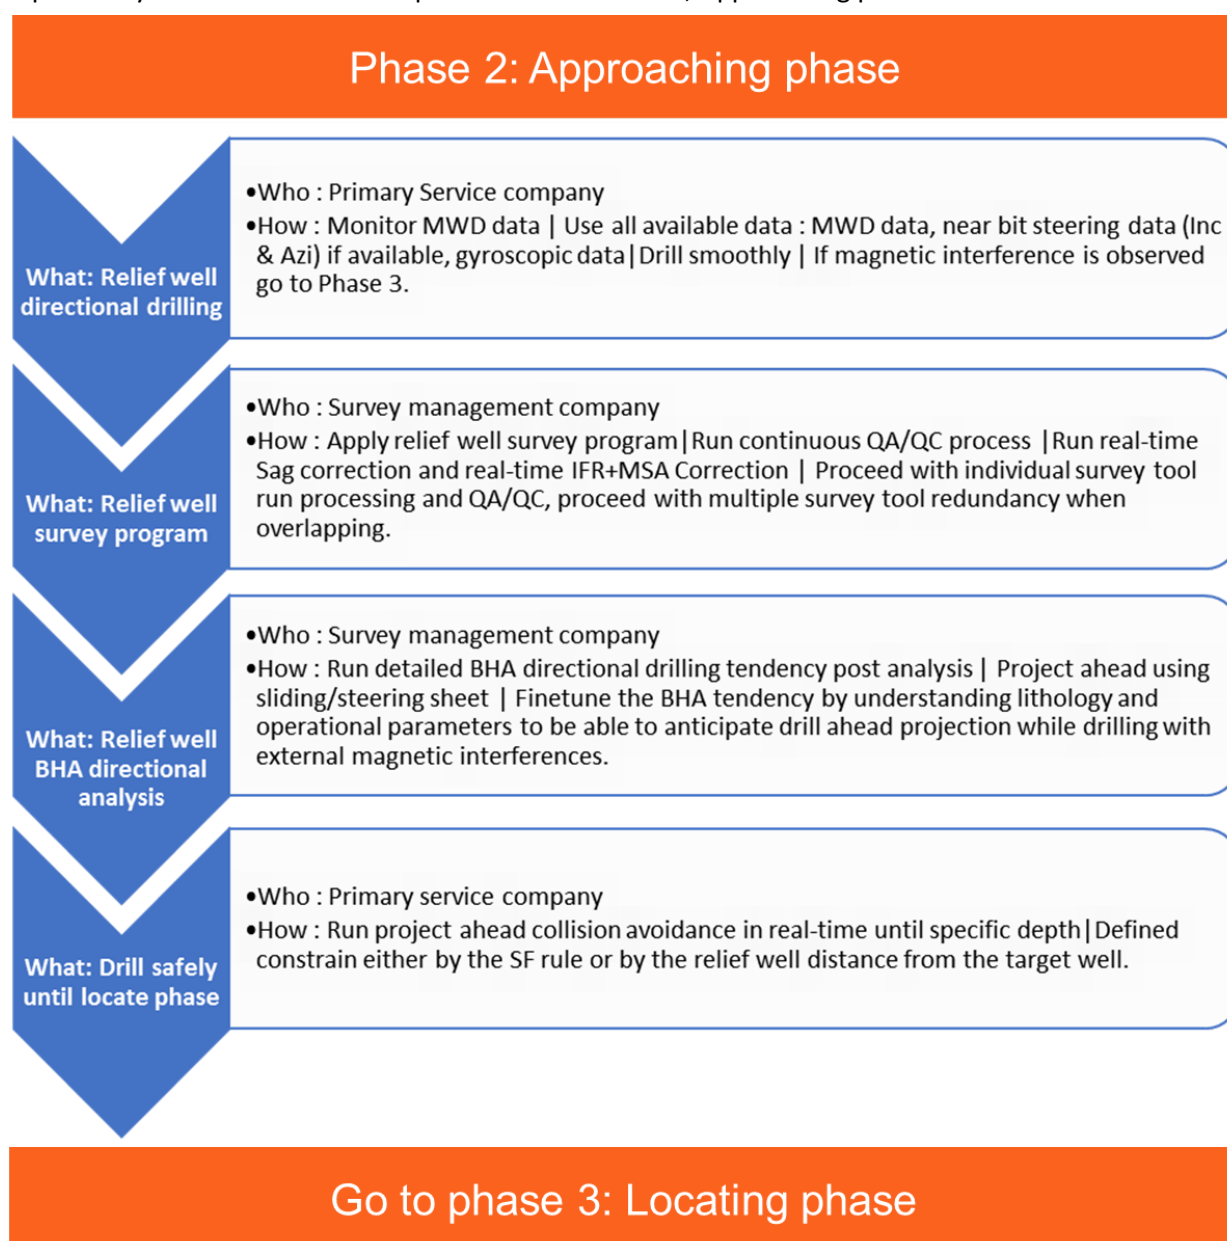 Phase 2: Approaching phase
What: Relief well
directional drilling
•Who : Primary Service company
•How : Monitor MWD data | Use all available data : MWD data, near bit steering data (Inc
& Azi) if available, gyroscopic data|Drill smoothly | If magnetic interference is observed
go to Phase 3.
What: Relief well
survey program
•Who : Survey management company
•How : Apply relief well survey program|Run continuous QA/QC process |Run real-time
Sag correction and real-time IFR+MSA Correction | Proceed with individual survey tool
run processing and QA/QC, proceed with multiple survey tool redundancy when
overlapping.
What: Relief well
BHA directional
analysis
•Who : Survey management company
•How : Run detailed BHA directional drilling tendency post analysis | Project ahead using
sliding/steering sheet | Finetune the BHA tendency by understanding lithology and
operational parameters to be able to anticipate drill ahead projection while drilling with
external magnetic interferences.
What: Drill safely
until locate phase
•Who : Primary service company
•How : Run project ahead collision avoidance in real-time until specific depth|Defined
constrain either by the SF rule or by the relief well distance from the target well.
Go to phase 3: Locating phase